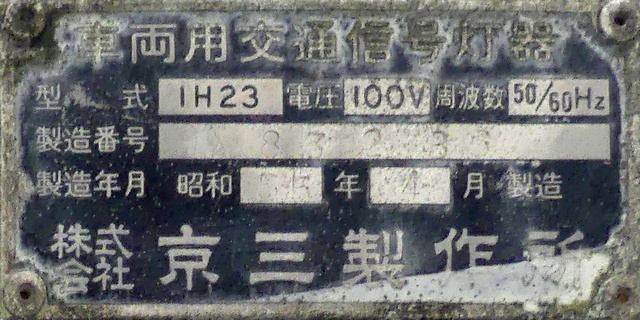 車両用交通信号灯器
型式 1H23 電圧 100V 周波数 50/60Hz
製造番号
製造年月 昭和 年 月 製造
株式会社 京三製作所